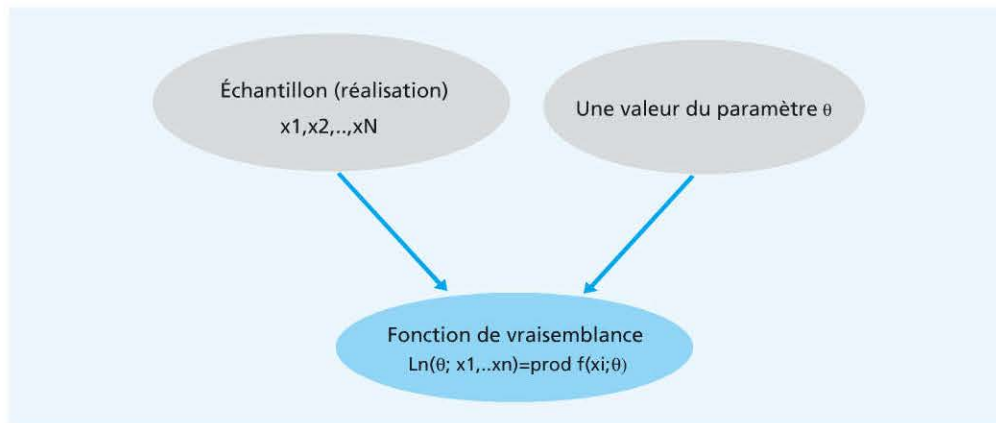 Échantillon (réalisation)
x1,x2,..,xN
Une valeur du paramètre θ
Fonction de vraisemblance
Ln(θ; x1,..xn)=prod f(xi;θ)